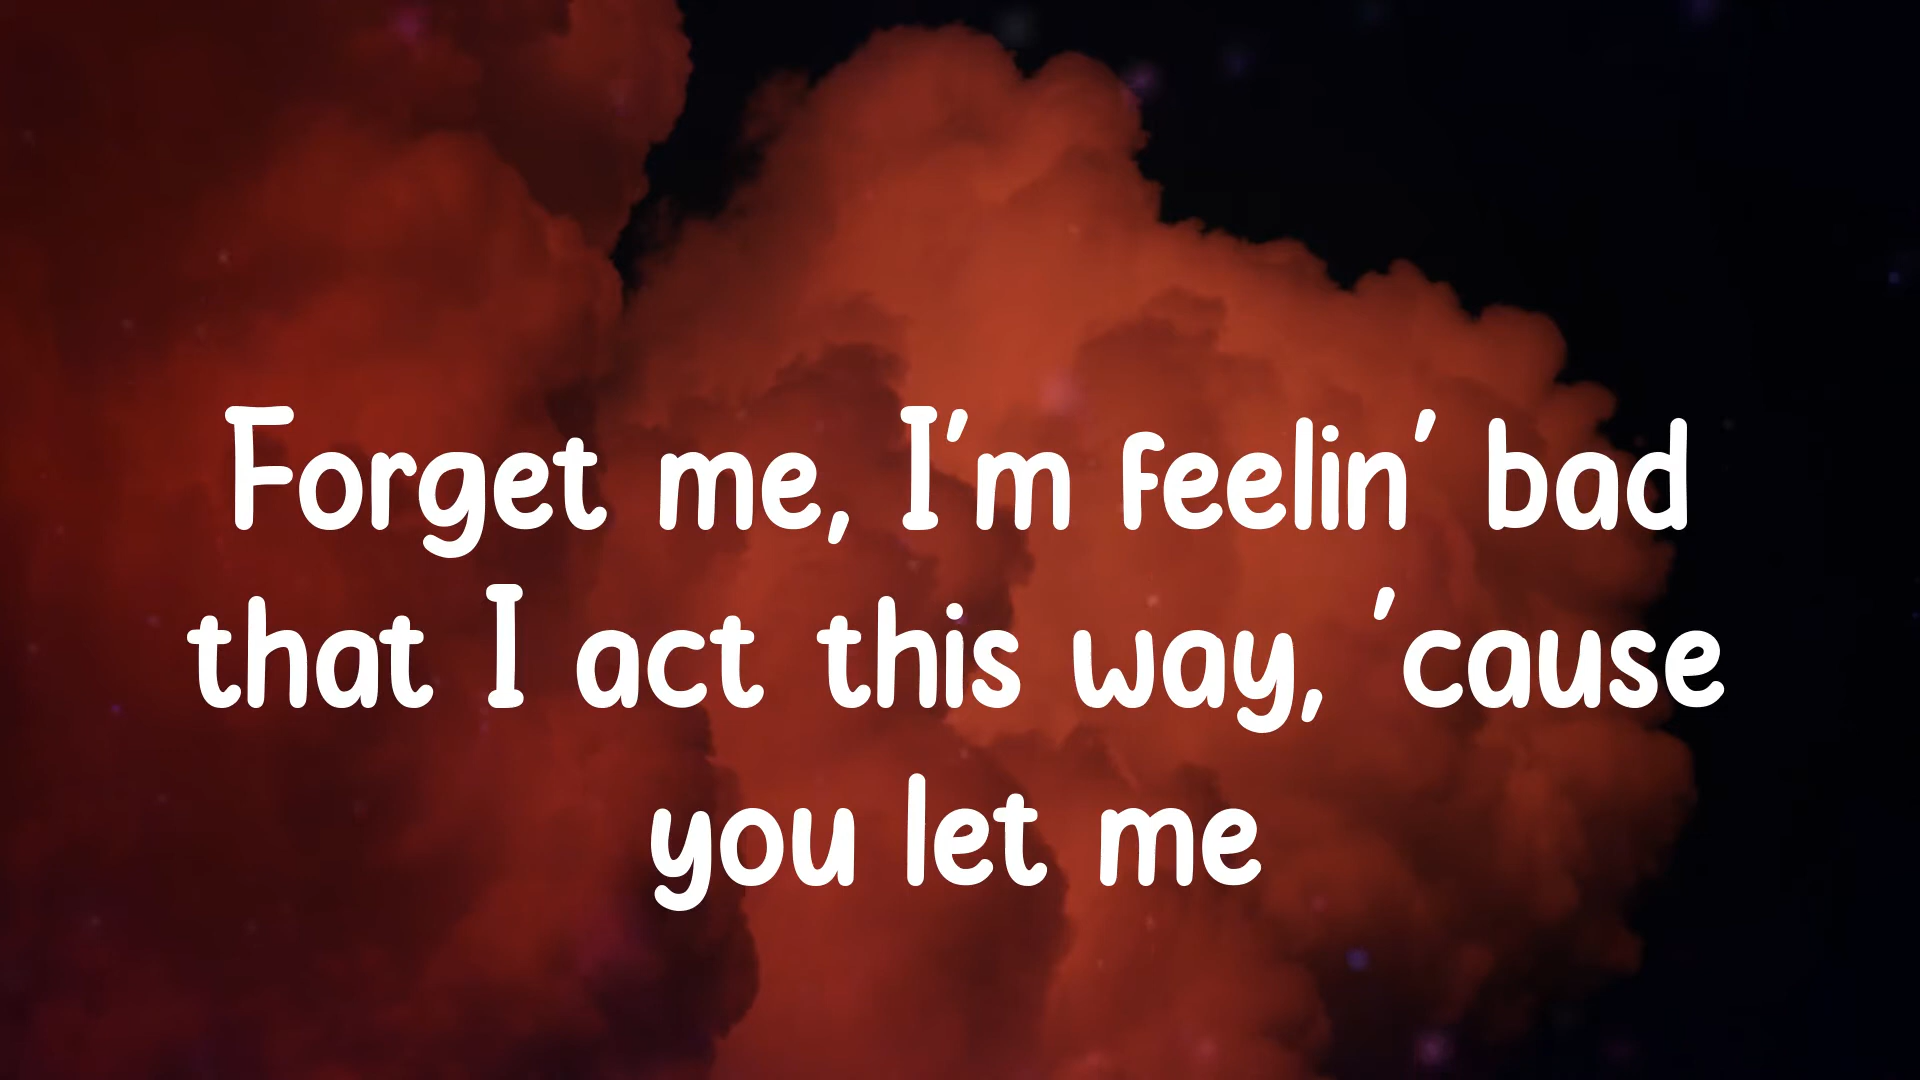 Forget me, I'm feelin' bad
that I act this way, 'cause
you let me